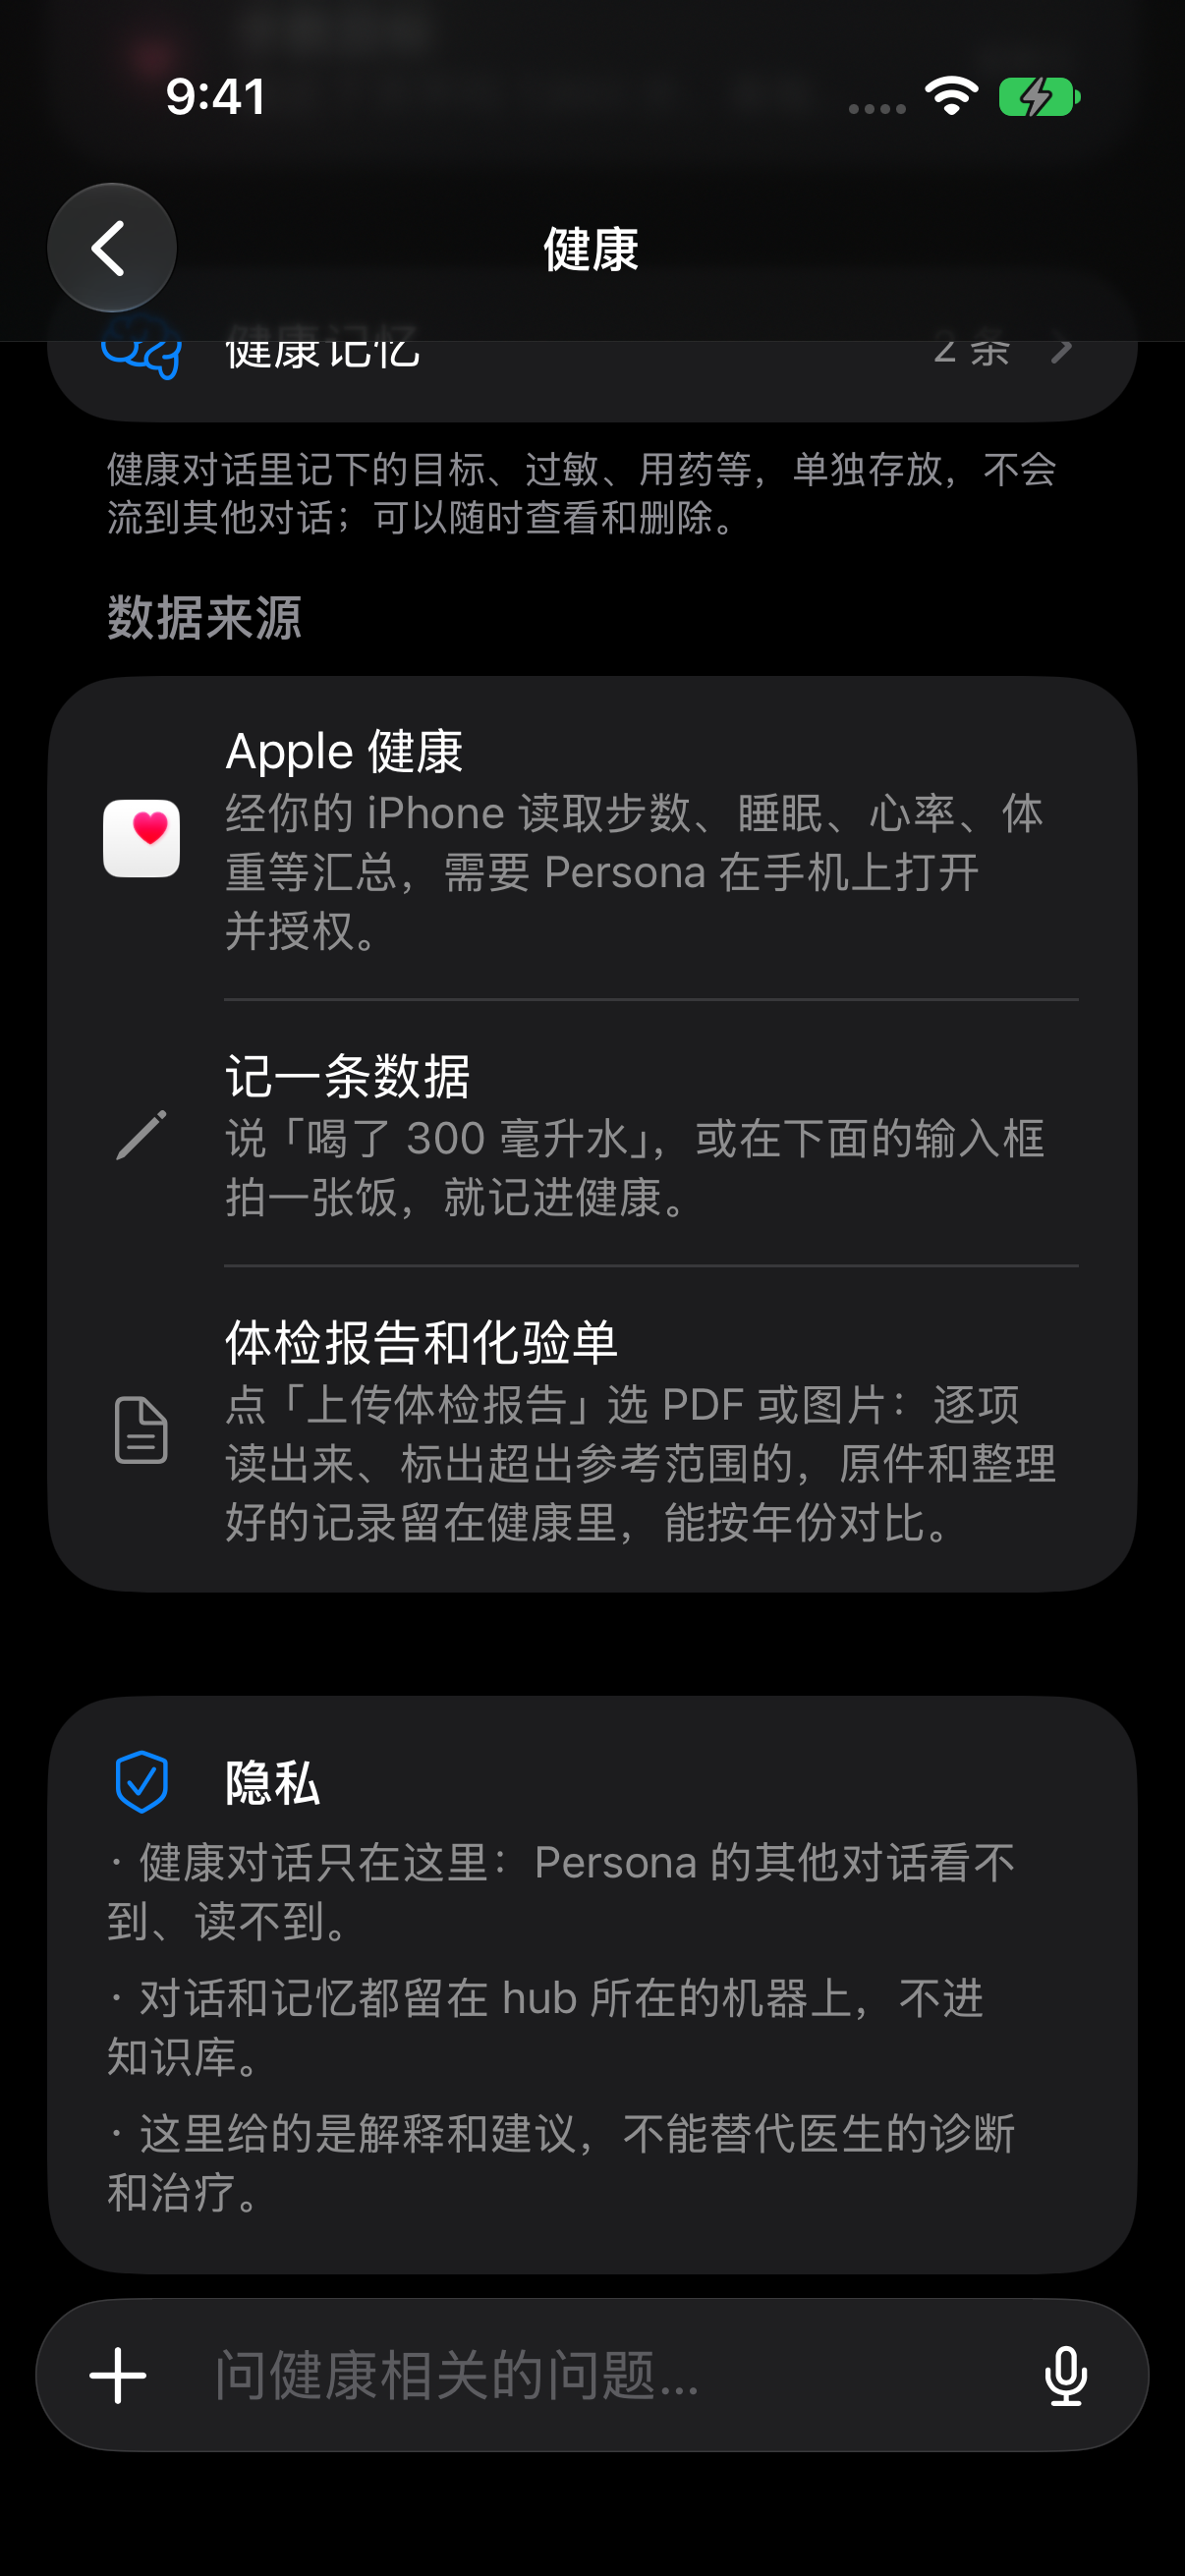 9:41
健康
健康记忆
2 条
健康对话里记下的目标、过敏、用药等，单独存放，不会
流到其他对话；可以随时查看和删除。
数据来源
Apple 健康
经你的 iPhone 读取步数、睡眠、心率、体
重等汇总，需要 Persona 在手机上打开
并授权。
记一条数据
说「喝了 300 毫升水」，或在下面的输入框
拍一张饭，就记进健康。
体检报告和化验单
点「上传体检报告」选 PDF 或图片：逐项
读出来、标出超出参考范围的，原件和整理
好的记录留在健康里，能按年份对比。
隐私
· 健康对话只在这里：Persona 的其他对话看不
到、读不到。
· 对话和记忆都留在 hub 所在的机器上，不进
知识库。
· 这里给的是解释和建议，不能替代医生的诊断
和治疗。
问健康相关的问题...